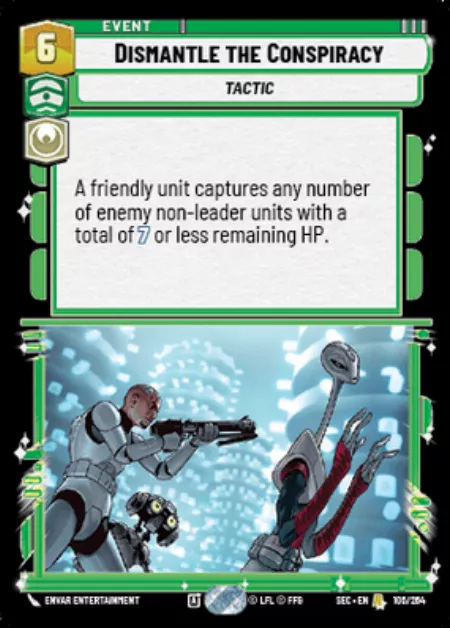 EVENT
6
DISMANTLE THE CONSPIRACY
TACTIC
A friendly unit captures any number
of enemy non-leader units with a
total of 7 or less remaining HP.
ENVAR ENTERTAINMENT
A
© LFL © FFG
SEC • EN
106/264